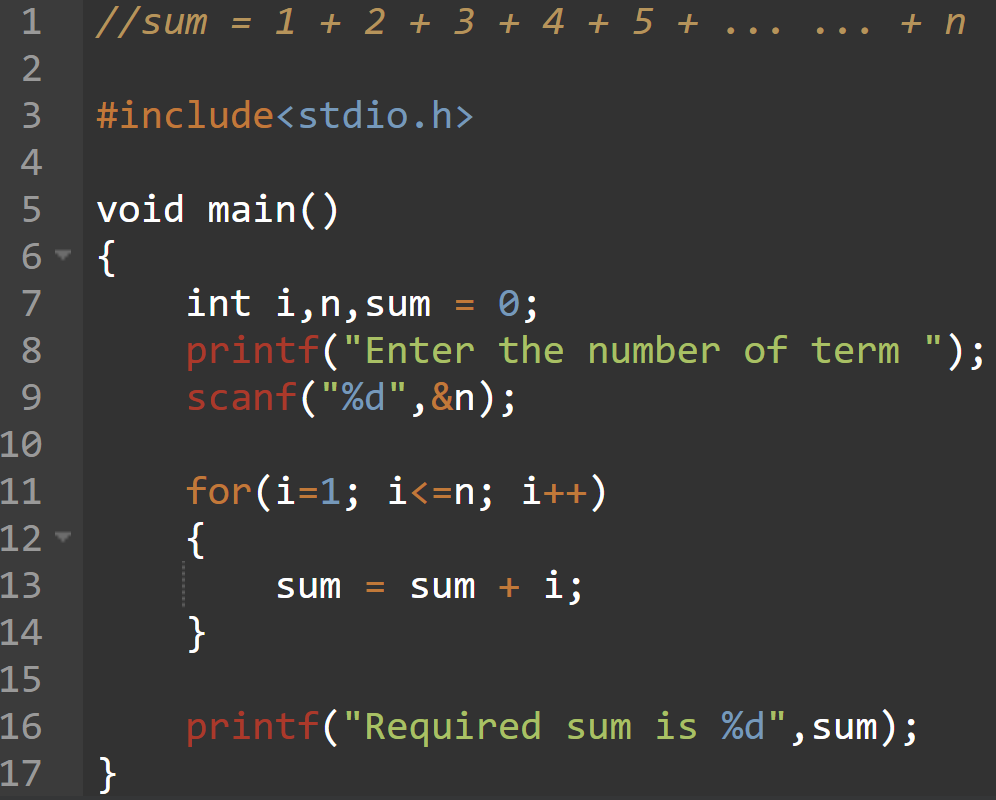 1 //sum = 1 + 2 + 3 + 4 + 5 + ... ... + n
2
3 #include<stdio.h>
4
5 void main()
6 {
7     int i,n,sum = 0;
8     printf("Enter the number of term ");
9     scanf("%d",&n);
10
11     for(i=1; i<=n; i++)
12     {
13         sum = sum + i;
14     }
15
16     printf("Required sum is %d",sum);
17 }